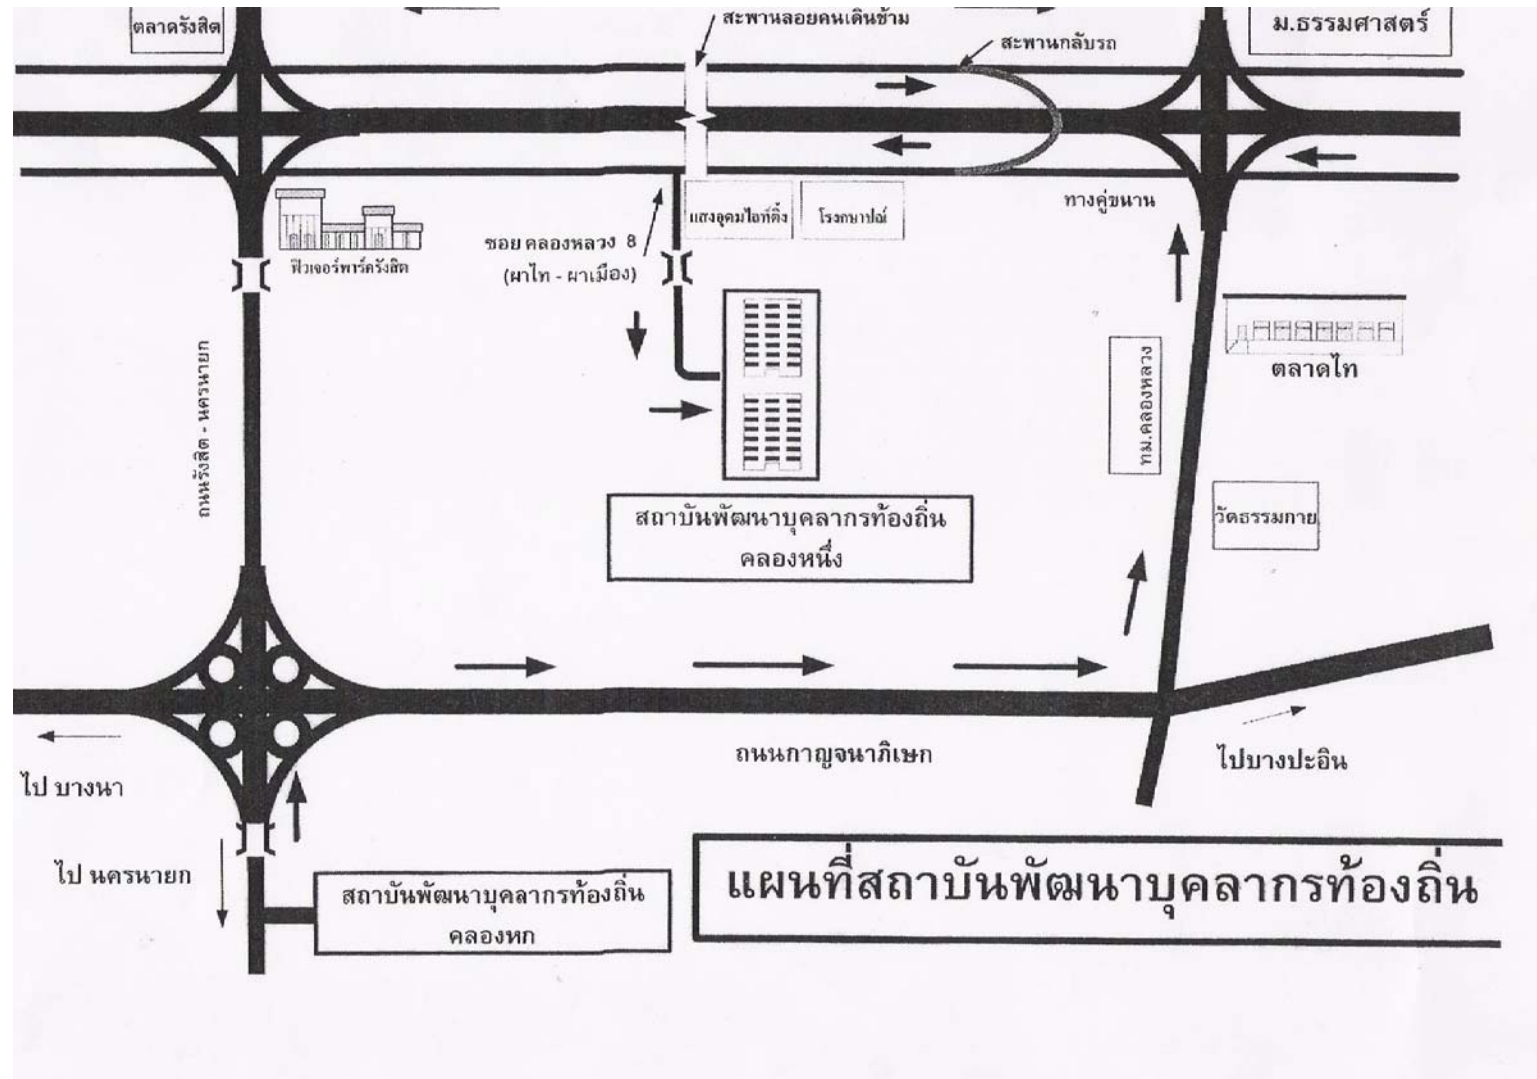 สะพานลอยคนเดินข้าม
ตลาดรังสิต
ม.ธรรมศาสตร์
สะพานกลับรถ
ทางคู่ขนาน
แสงอุดมไลท์ติ้ง
โรงกษาปณ์
ซอย คลองหลวง 8
(ผาไท - ผาเมือง)
ฟิวเจอร์พาร์ครังสิต
ถนนรังสิต - นครนายก
ตลาดไท
ทม.คลองหลวง
วัดธรรมกาย
สถาบันพัฒนาบุคลากรท้องถิ่น
คลองหนึ่ง
ถนนกาญจนาภิเษก
ไปบางปะอิน
ไป บางนา
ไป นครนายก
สถาบันพัฒนาบุคลากรท้องถิ่น
คลองหก
แผนที่สถาบันพัฒนาบุคลากรท้องถิ่น